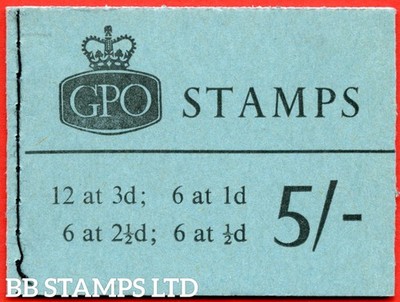 GPO STAMPS
12 at 3d; 6 at 1d
6 at 2½d; 6 at ½d
5/-
BB STAMPS LTD